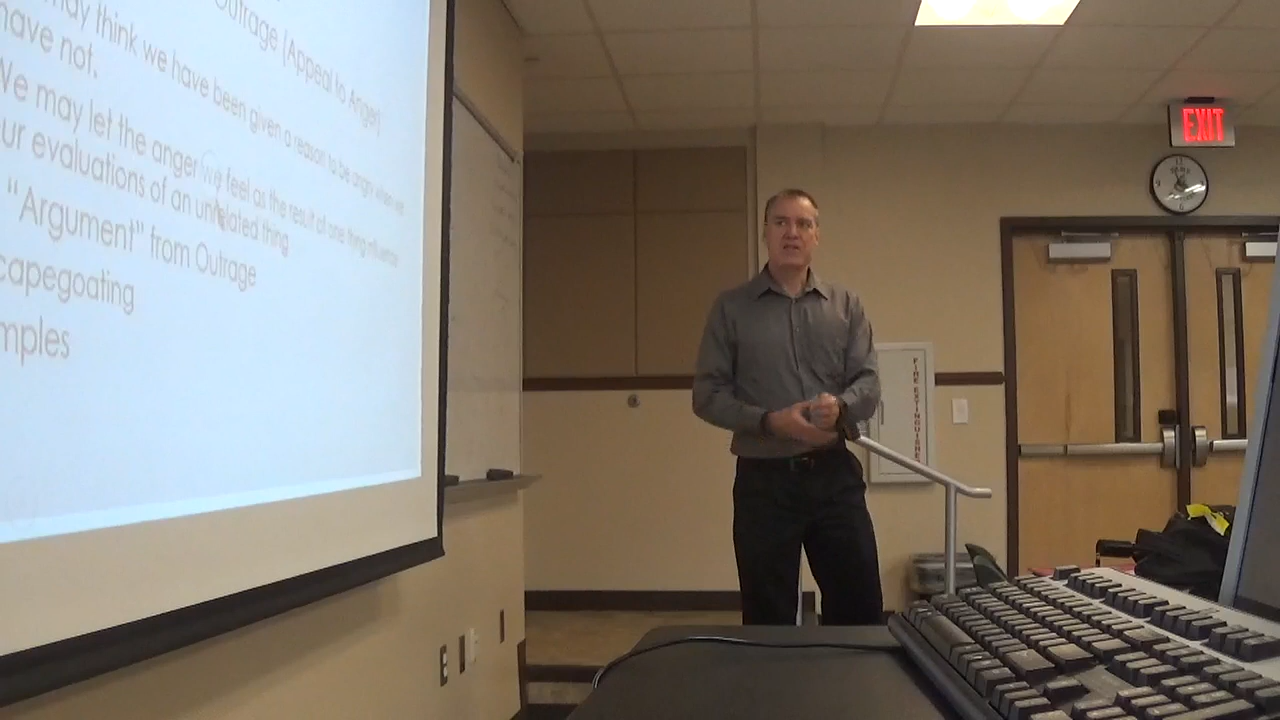 Outrage (Appeal to Anger)
may think we have been given a reason to be angry when we
have not.
We may let the anger we feel as the result of one thing influence
ur evaluations of an unrelated thing
"Argument" from Outrage
capegoating
mples
EXIT
FIRE EXTINGUISHER